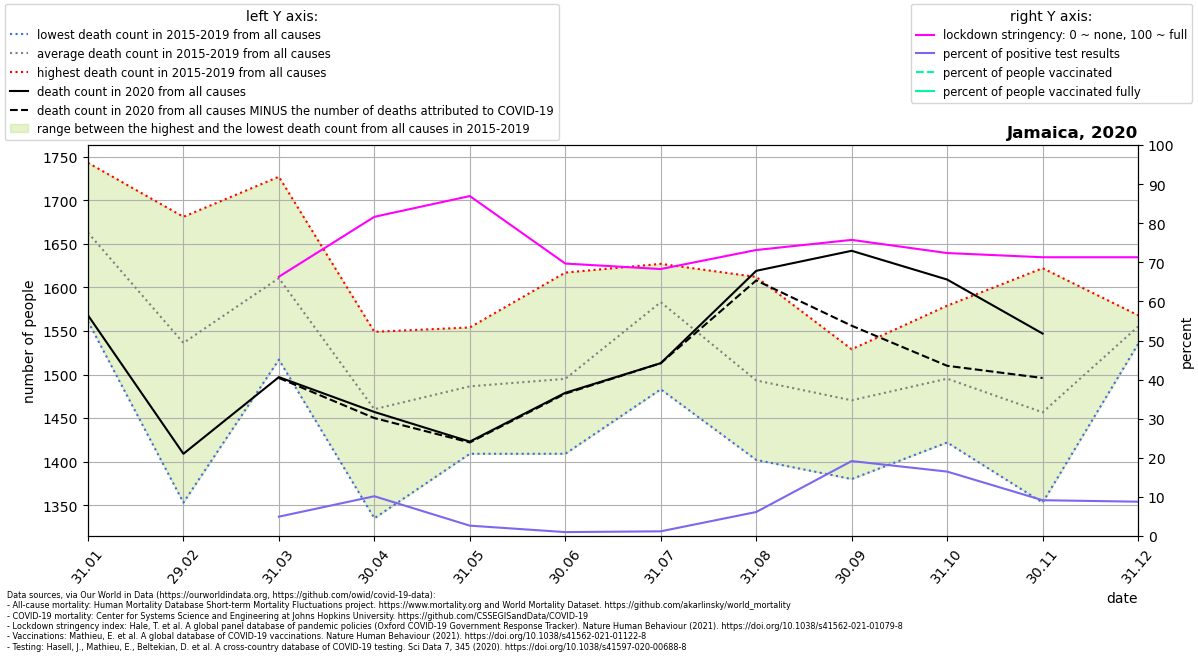 left Y axis:
lowest death count in 2015-2019 from all causes
average death count in 2015-2019 from all causes
highest death count in 2015-2019 from all causes
death count in 2020 from all causes
death count in 2020 from all causes MINUS the number of deaths attributed to COVID-19
range between the highest and the lowest death count from all causes in 2015-2019
right Y axis:
lockdown stringency: 0 ~ none, 100 ~ full
percent of positive test results
percent of people vaccinated
percent of people vaccinated fully
Jamaica, 2020
number of people
1750
1700
1650
1600
1550
1500
1450
1400
1350
100
90
80
70
60
50
40
30
20
10
0
percent
31.01
29.02
31.03
30.04
31.05
30.06
31.07
31.08
30.09
31.10
30.11
31.12
date
Data sources, via Our World in Data (https://ourworldindata.org, https://github.com/owid/covid-19-data):
- All-cause mortality: Human Mortality Database Short-term Mortality Fluctuations project. https://www.mortality.org and World Mortality Dataset. https://github.com/akarlinsky/world_mortality
- COVID-19 mortality: Center for Systems Science and Engineering at Johns Hopkins University. https://github.com/CSSEGISandData/COVID-19
- Lockdown stringency index: Hale, T. et al. A global panel database of pandemic policies (Oxford COVID-19 Government Response Tracker). Nature Human Behaviour (2021). https://doi.org/10.1038/s41562-021-01079-8
- Vaccinations: Mathieu, E. et al. A global database of COVID-19 vaccinations. Nature Human Behaviour (2021). https://doi.org/10.1038/s41562-021-01122-8
- Testing: Hasell, J., Mathieu, E., Beltekian, D. et al. A cross-country database of COVID-19 testing. Sci Data 7, 345 (2020). https://doi.org/10.1038/s41597-020-00688-8